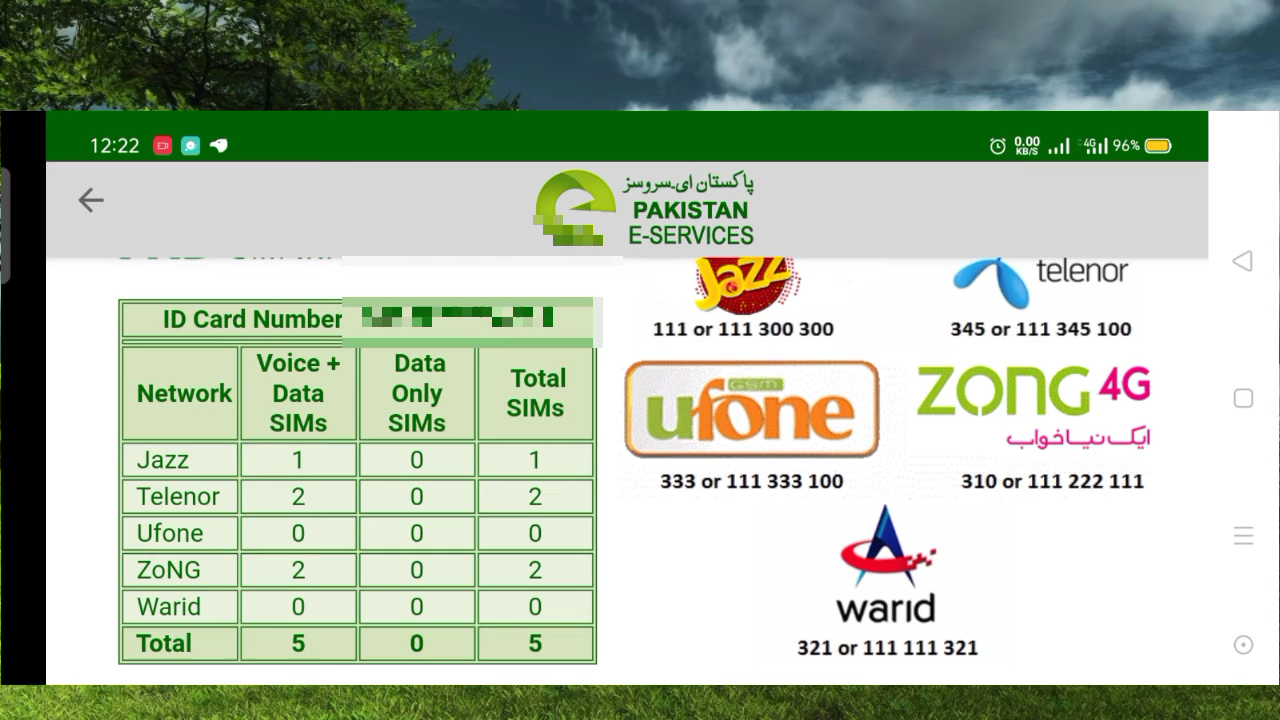 12:22
0.00
KB/S
4G
96%
پاکستان ای۔سروسز
PAKISTAN
E-SERVICES
ID Card Number
Network
Voice +
Data
SIMs
Data
Only
SIMs
Total
SIMs
Jazz 1 0 1
Telenor 2 0 2
Ufone 0 0 0
ZoNG 2 0 2
Warid 0 0 0
Total 5 0 5
Jazz
111 or 111 300 300
telenor
345 or 111 345 100
GSM
ufone
333 or 111 333 100
ZONG 4G
ایک نیا خواب
310 or 111 222 111
warid
321 or 111 111 321